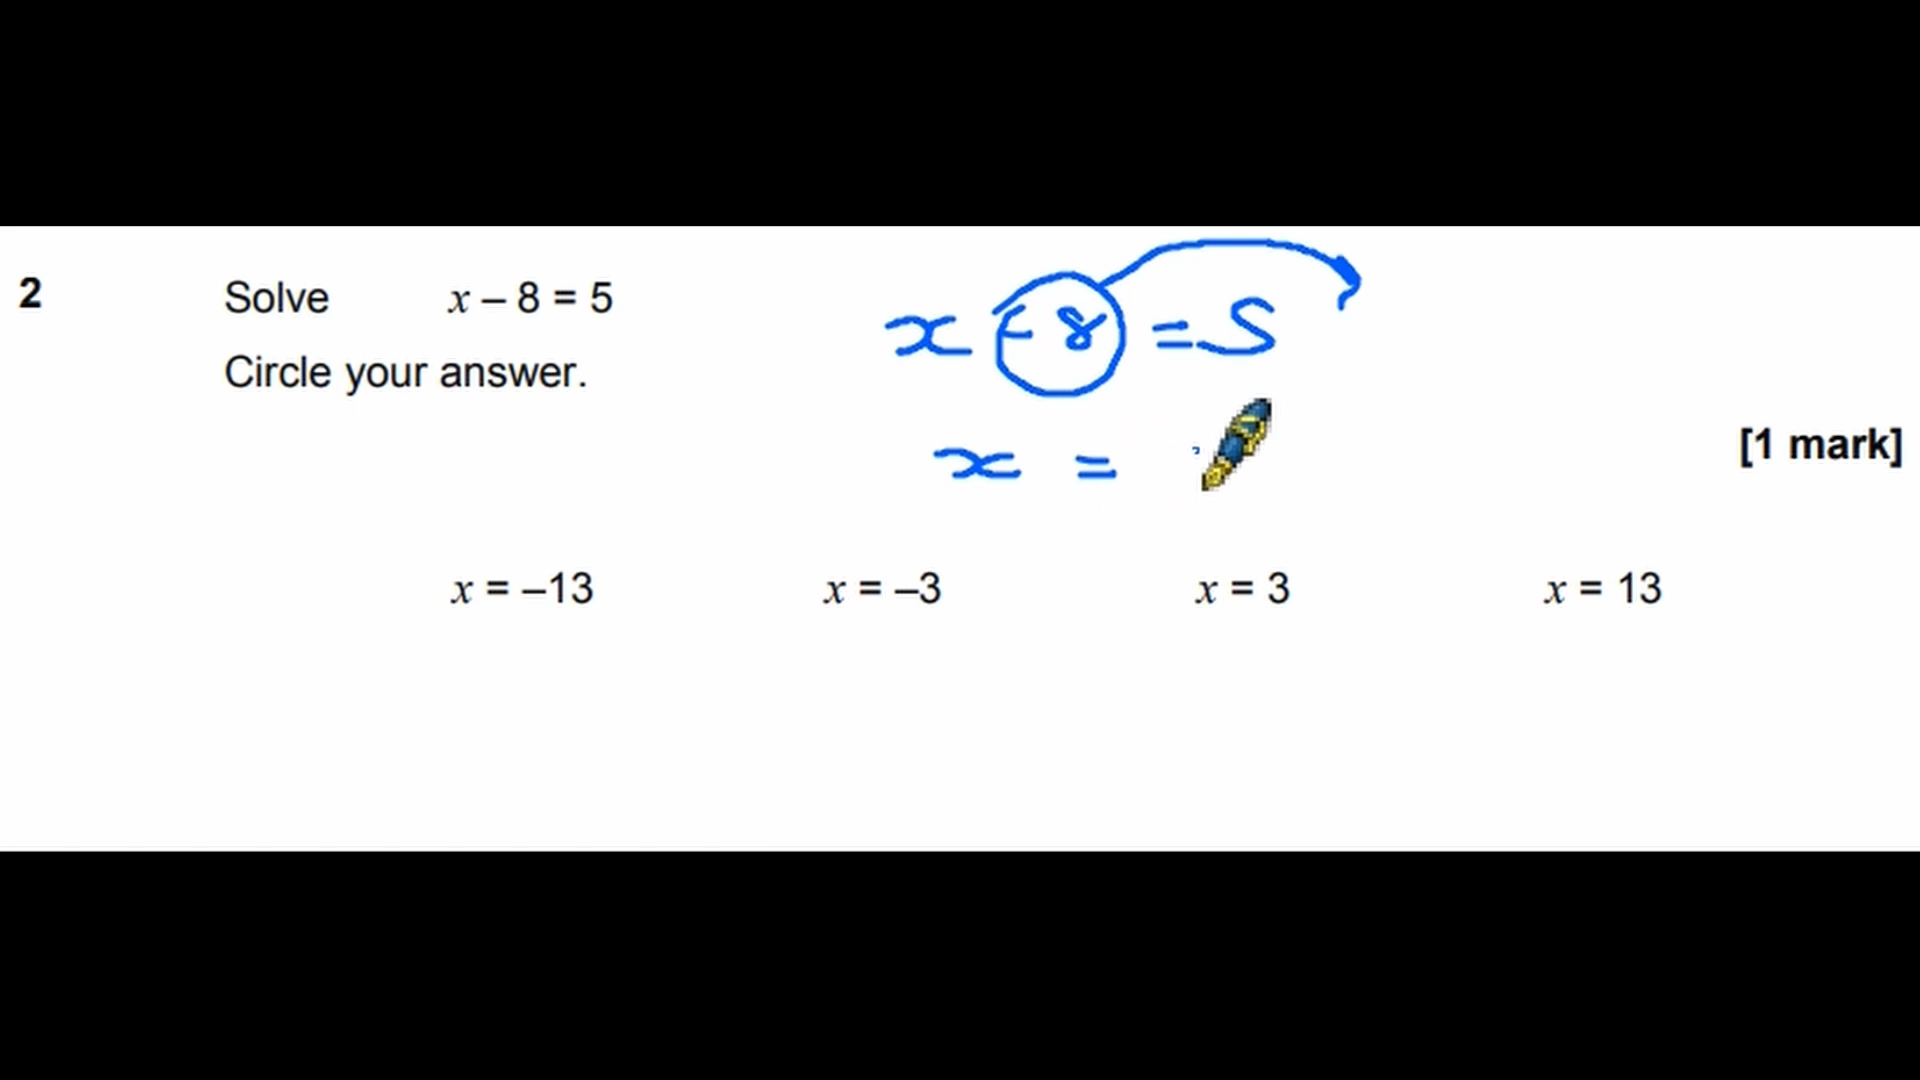 2 Solve x – 8 = 5
Circle your answer.
x - 8 = 5
x =
[1 mark]
x = –13 x = –3 x = 3 x = 13